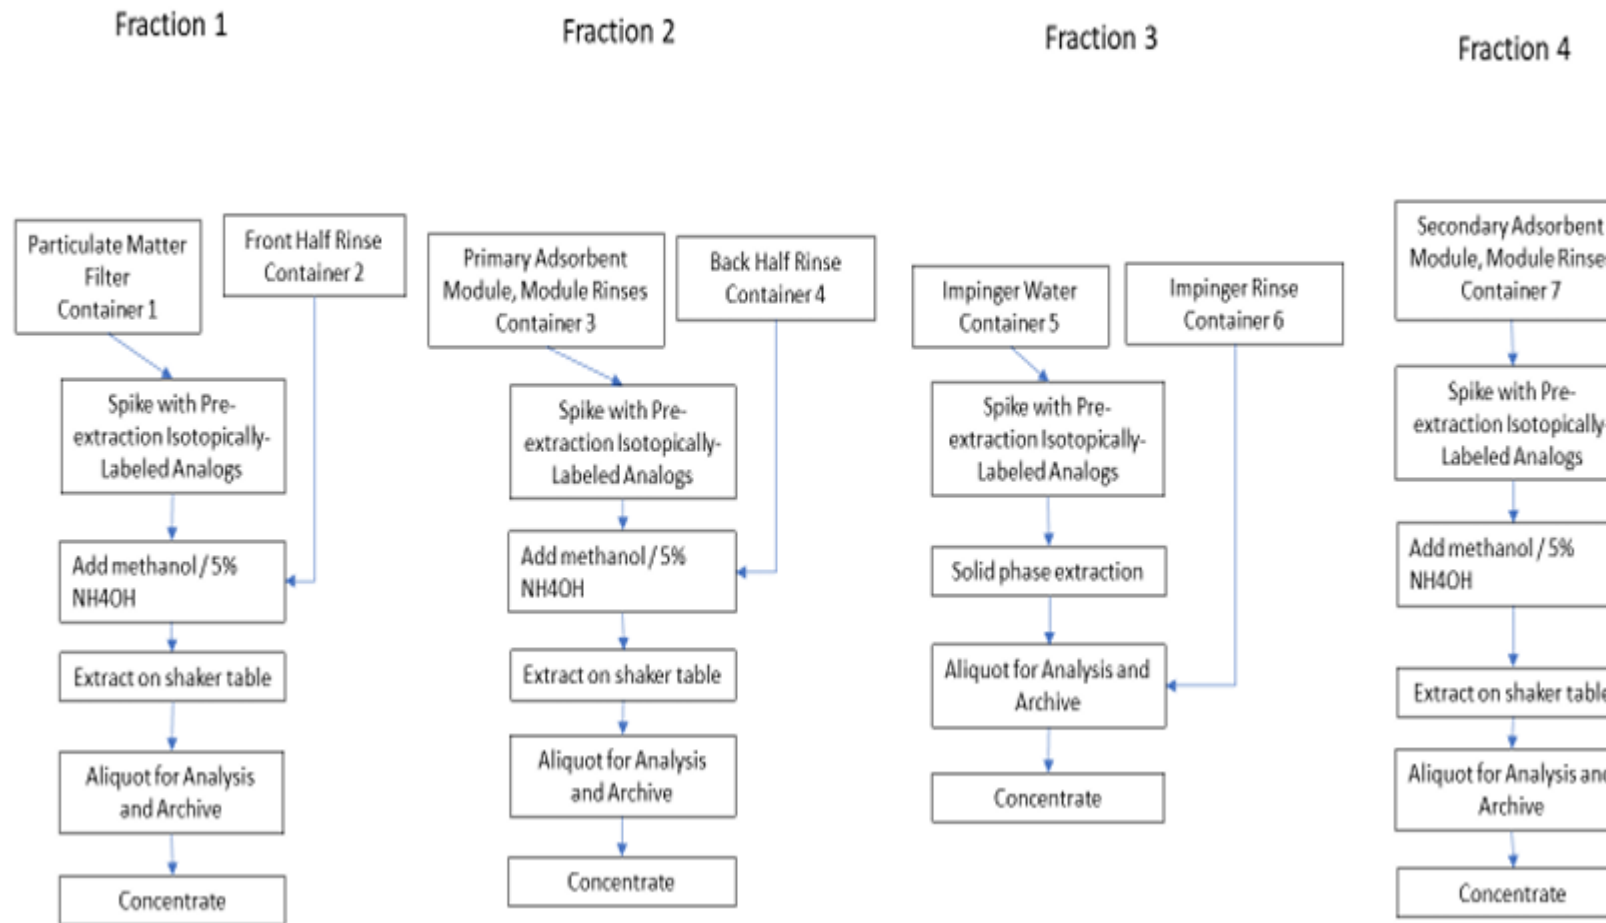 Fraction 1
Particulate Matter
Filter
Container 1
Front Half Rinse
Container 2
Spike with Pre-
extraction Isotopically-
Labeled Analogs
Add methanol / 5%
NH4OH
Extract on shaker table
Aliquot for Analysis
and Archive
Concentrate
Fraction 2
Primary Adsorbent
Module, Module Rinses
Container 3
Back Half Rinse
Container 4
Spike with Pre-
extraction Isotopically-
Labeled Analogs
Add methanol / 5%
NH4OH
Extract on shaker table
Aliquot for Analysis
and Archive
Concentrate
Fraction 3
Impinger Water
Container 5
Impinger Rinse
Container 6
Spike with Pre-
extraction Isotopically-
Labeled Analogs
Solid phase extraction
Aliquot for Analysis and
Archive
Concentrate
Fraction 4
Secondary Adsorbent
Module, Module Rinse
Container 7
Spike with Pre-
extraction Isotopically-
Labeled Analogs
Add methanol / 5%
NH4OH
Extract on shaker table
Aliquot for Analysis and
Archive
Concentrate